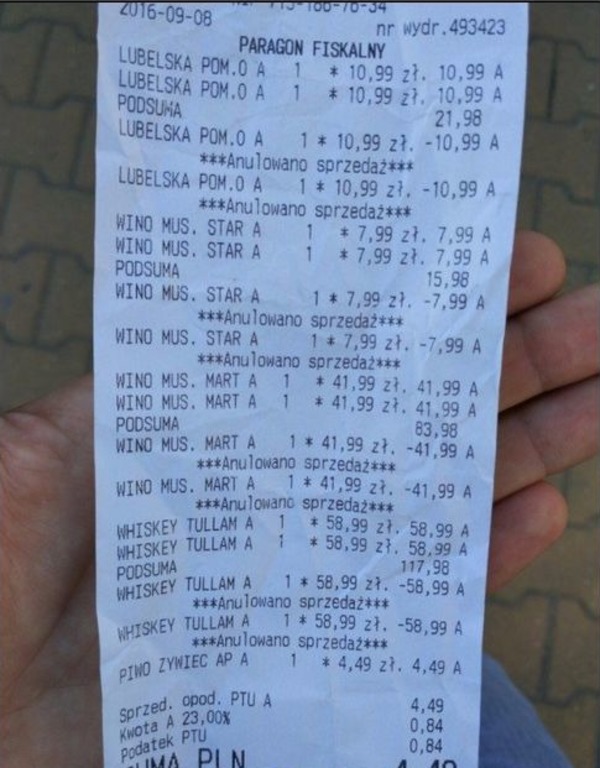 2016-09-08
nr wydr.493423
PARAGON FISKALNY
LUBELSKA POM.O A 1 * 10,99 zł. 10,99 A
LUBELSKA POM.O A 1 * 10,99 zł. 10,99 A
PODSUMA 21,98
LUBELSKA POM.O A 1 * 10,99 zł. -10,99 A
***Anulowano sprzedaż***
LUBELSKA POM.O A 1 * 10,99 zł. -10,99 A
***Anulowano sprzedaż***
WINO MUS. STAR A 1 * 7,99 zł. 7,99 A
WINO MUS. STAR A 1 * 7,99 zł. 7,99 A
PODSUMA 15,98
WINO MUS. STAR A 1 * 7,99 zł. -7,99 A
***Anulowano sprzedaż***
WINO MUS. STAR A 1 * 7,99 zł. -7,99 A
***Anulowano sprzedaż***
WINO MUS. MART A 1 * 41,99 zł. 41,99 A
WINO MUS. MART A 1 * 41,99 zł. 41,99 A
PODSUMA 83,98
WINO MUS. MART A 1 * 41,99 zł. -41,99 A
***Anulowano sprzedaż***
WINO MUS. MART A 1 * 41,99 zł. -41,99 A
***Anulowano sprzedaż***
WHISKEY TULLAM A 1 * 58,99 zł. 58,99 A
WHISKEY TULLAM A 1 * 58,99 zł. 58,99 A
PODSUMA 117,98
WHISKEY TULLAM A 1 * 58,99 zł. -58,99 A
***Anulowano sprzedaż***
WHISKEY TULLAM A 1 * 58,99 zł. -58,99 A
***Anulowano sprzedaż***
PIWO ZYWIEC AP A 1 * 4,49 zł. 4,49 A
Sprzed. opod. PTU A 4,49
Kwota A 23,00% 0,84
Podatek PTU 0,84
SUMA PLN 4,49